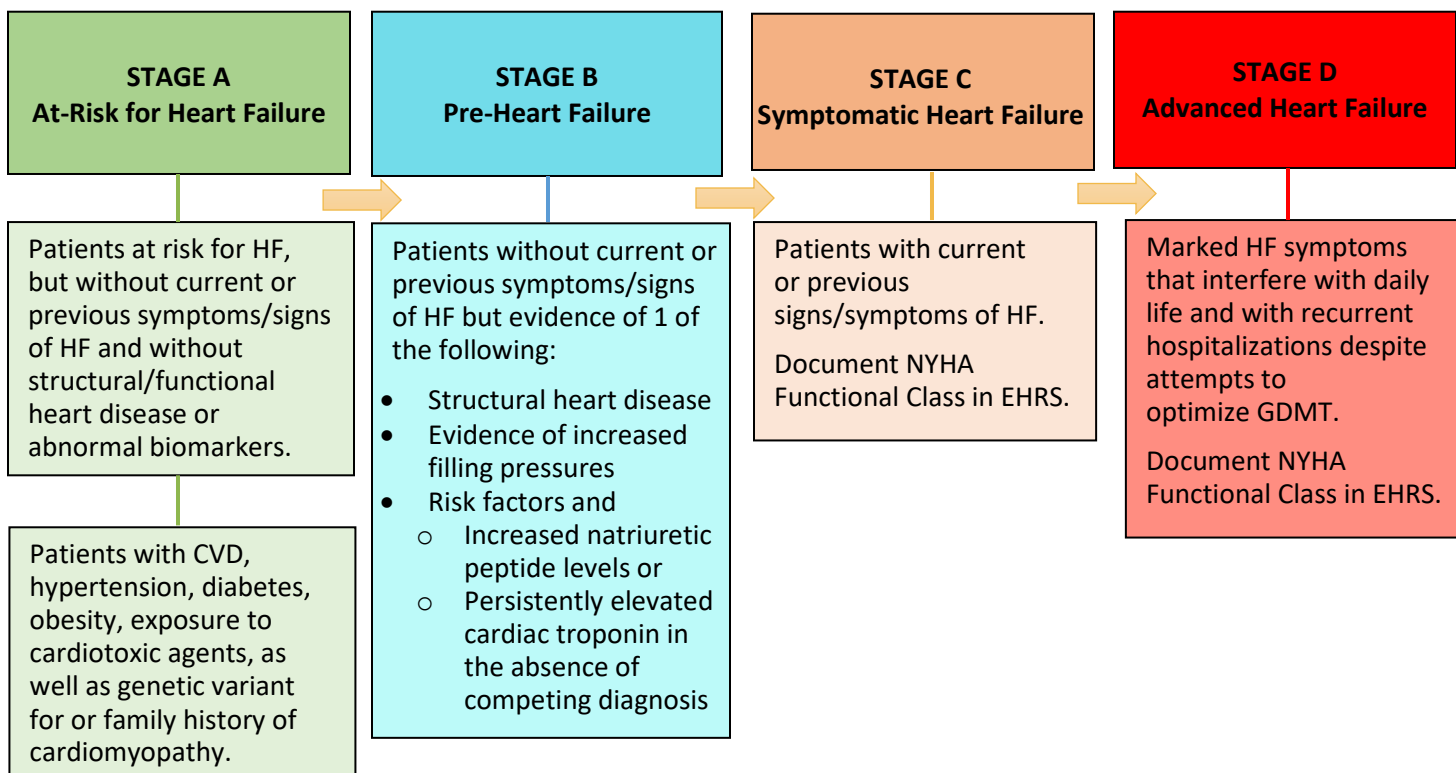 STAGE A
At-Risk for Heart Failure
Patients at risk for HF,
but without current or
previous symptoms/signs
of HF and without
structural/functional
heart disease or
abnormal biomarkers.
Patients with CVD,
hypertension, diabetes,
obesity, exposure to
cardiotoxic agents, as
well as genetic variant
for or family history of
cardiomyopathy.
STAGE B
Pre-Heart Failure
Patients without current or
previous symptoms/signs
of HF but evidence of 1 of
the following:
• Structural heart disease
• Evidence of increased
filling pressures
• Risk factors and
o Increased natriuretic
peptide levels or
o Persistently elevated
cardiac troponin in
the absence of
competing diagnosis
STAGE C
Symptomatic Heart Failure
Patients with current
or previous
signs/symptoms of HF.
Document NYHA
Functional Class in EHRS.
STAGE D
Advanced Heart Failure
Marked HF symptoms
that interfere with daily
life and with recurrent
hospitalizations despite
attempts to
optimize GDMT.
Document NYHA
Functional Class in EHRS.